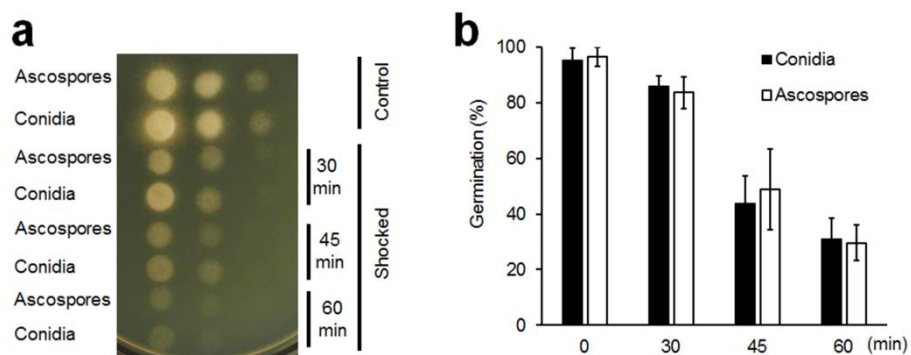 a
Ascospores
Conidia
Ascospores
Conidia
Ascospores
Conidia
Ascospores
Conidia
30
min
45
min
60
min
Control
Shocked
b
Germination (%)
100
80
60
40
20
0
Conidia
Ascospores
0 30 45 60 (min)